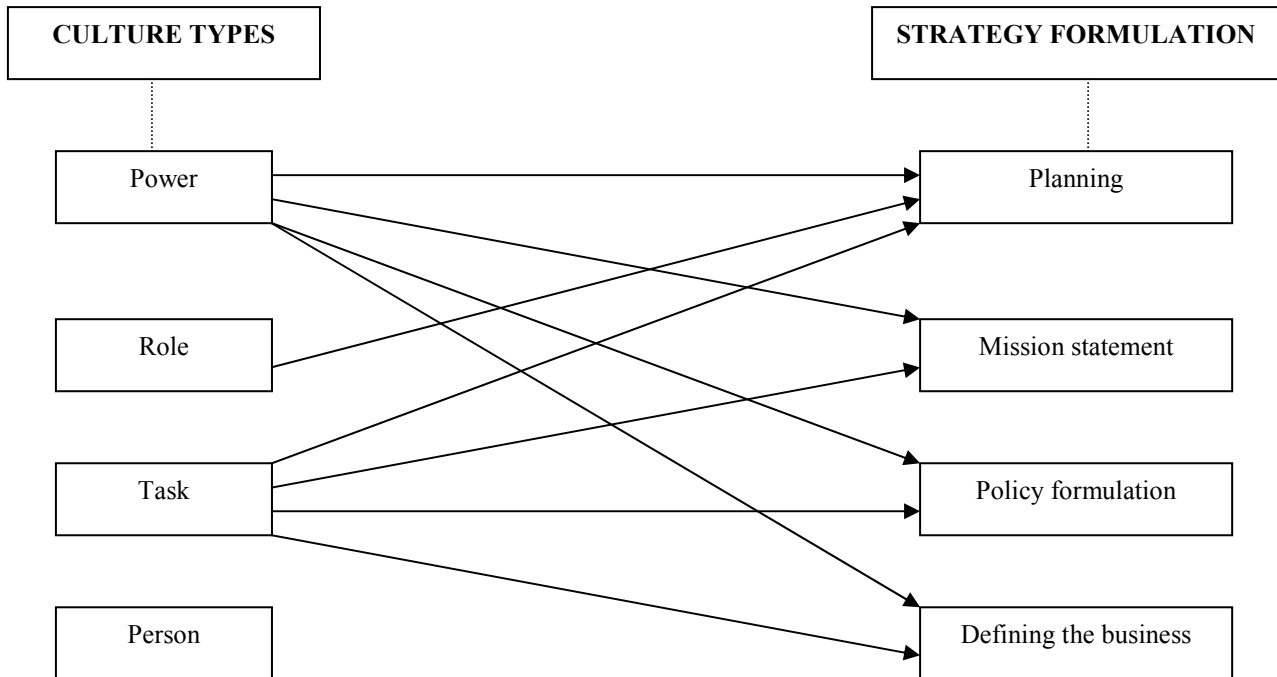 CULTURE TYPES
STRATEGY FORMULATION
Power
Planning
Role
Mission statement
Task
Policy formulation
Person
Defining the business